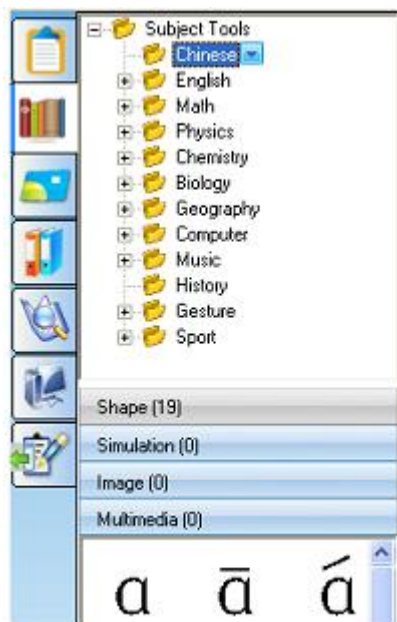 Subject Tools
Chinese
English
Math
Physics
Chemistry
Biology
Geography
Computer
Music
History
Gesture
Sport
Shape (19)
Simulation (0)
Image (0)
Multimedia (0)
ɑ ɑ̄ ɑ́